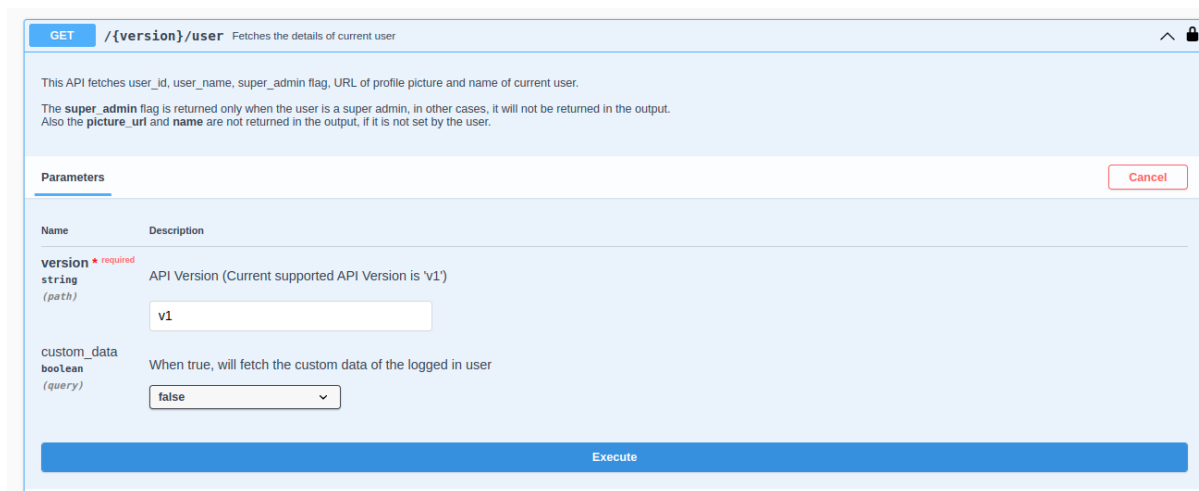 GET /{version}/user Fetches the details of current user
This API fetches user_id, user_name, super_admin flag, URL of profile picture and name of current user.
The super_admin flag is returned only when the user is a super admin, in other cases, it will not be returned in the output.
Also the picture_url and name are not returned in the output, if it is not set by the user.
Parameters Cancel
Name Description
version * required
string API Version (Current supported API Version is 'v1')
(path)
v1
custom_data
boolean When true, will fetch the custom data of the logged in user
(query)
false
Execute